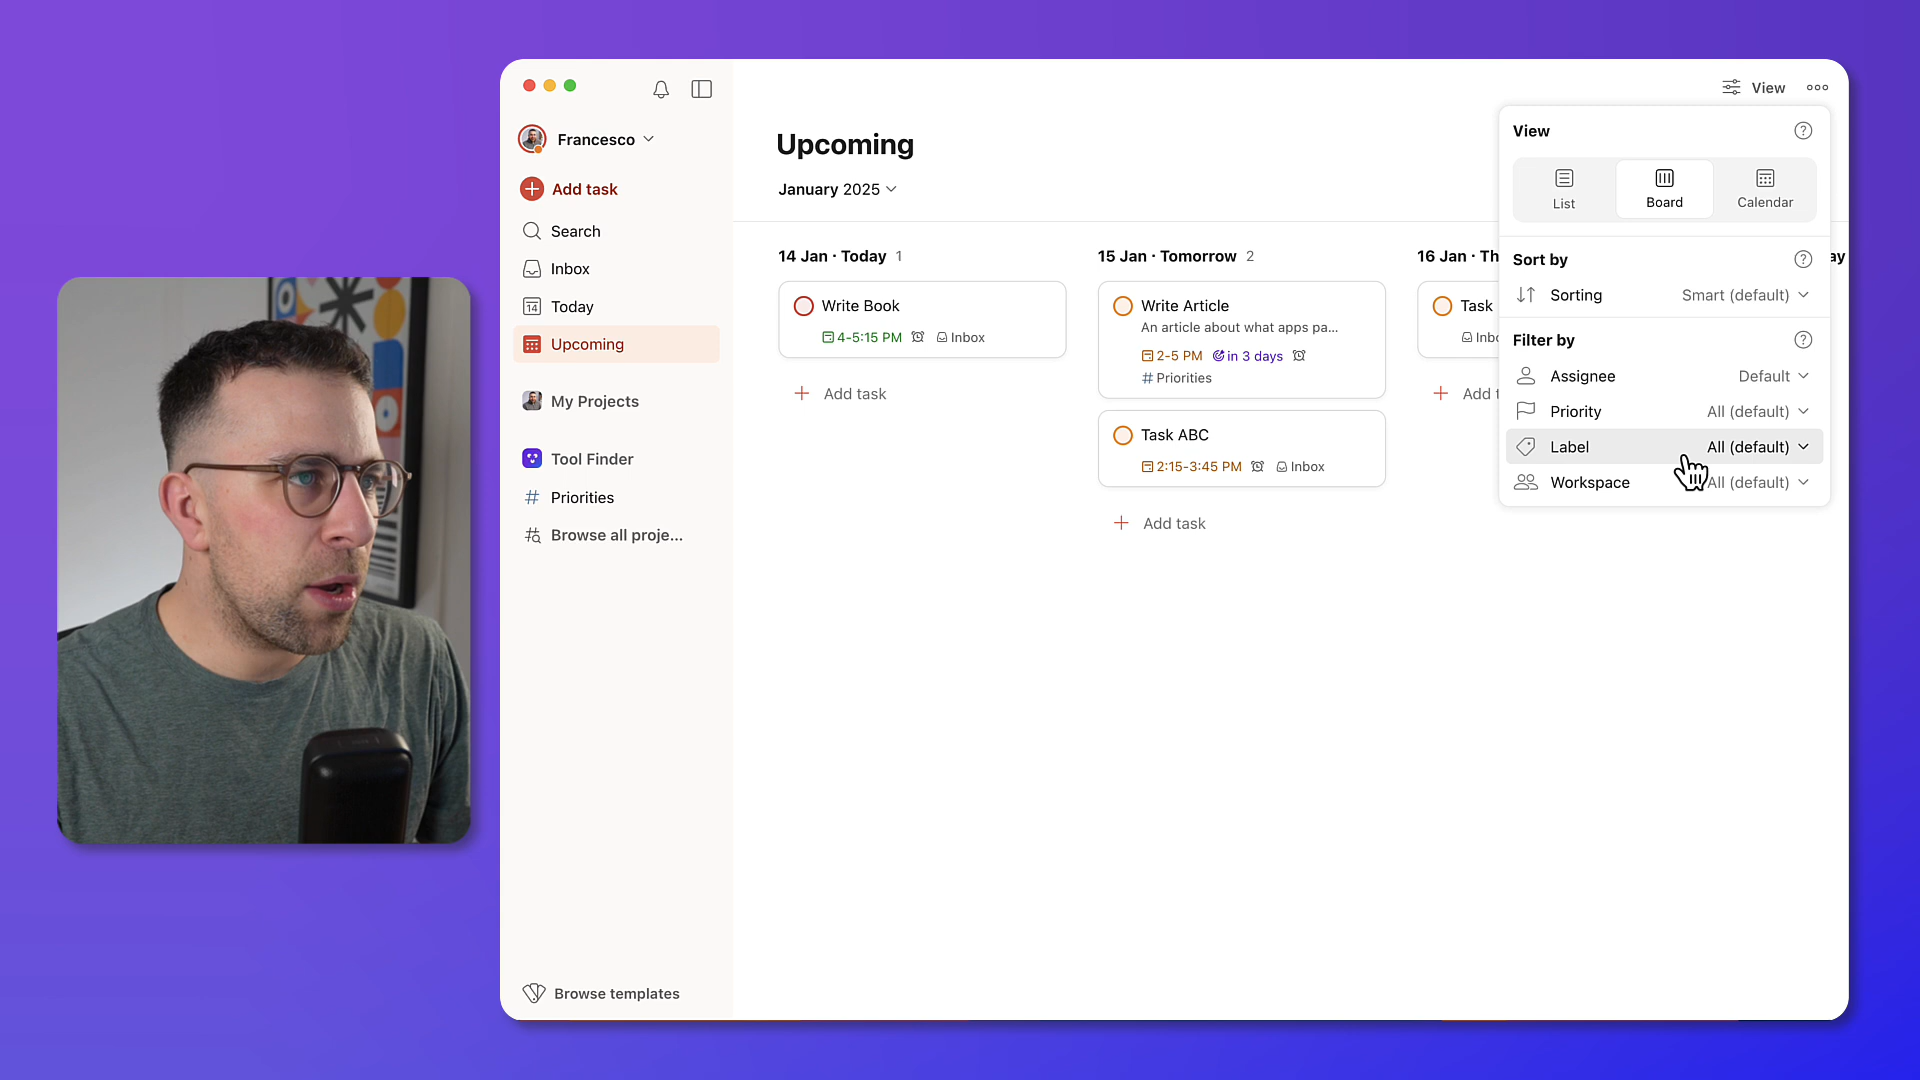 Francesco
Add task
Search
Inbox
14 Today
Upcoming
My Projects
Tool Finder
# Priorities
Browse all proje...
Browse templates
View
Upcoming
January 2025
14 Jan · Today 1
Write Book
4-5:15 PM Inbox
+ Add task
15 Jan · Tomorrow 2
Write Article
An article about what apps pa...
2-5 PM in 3 days
# Priorities
Task ABC
2:15-3:45 PM Inbox
+ Add task
16 Jan · Th
Task
Inbo
+ Add t
ay
View ?
List Board Calendar
Sort by ?
Sorting Smart (default)
Filter by ?
Assignee Default
Priority All (default)
Label All (default)
Workspace All (default)